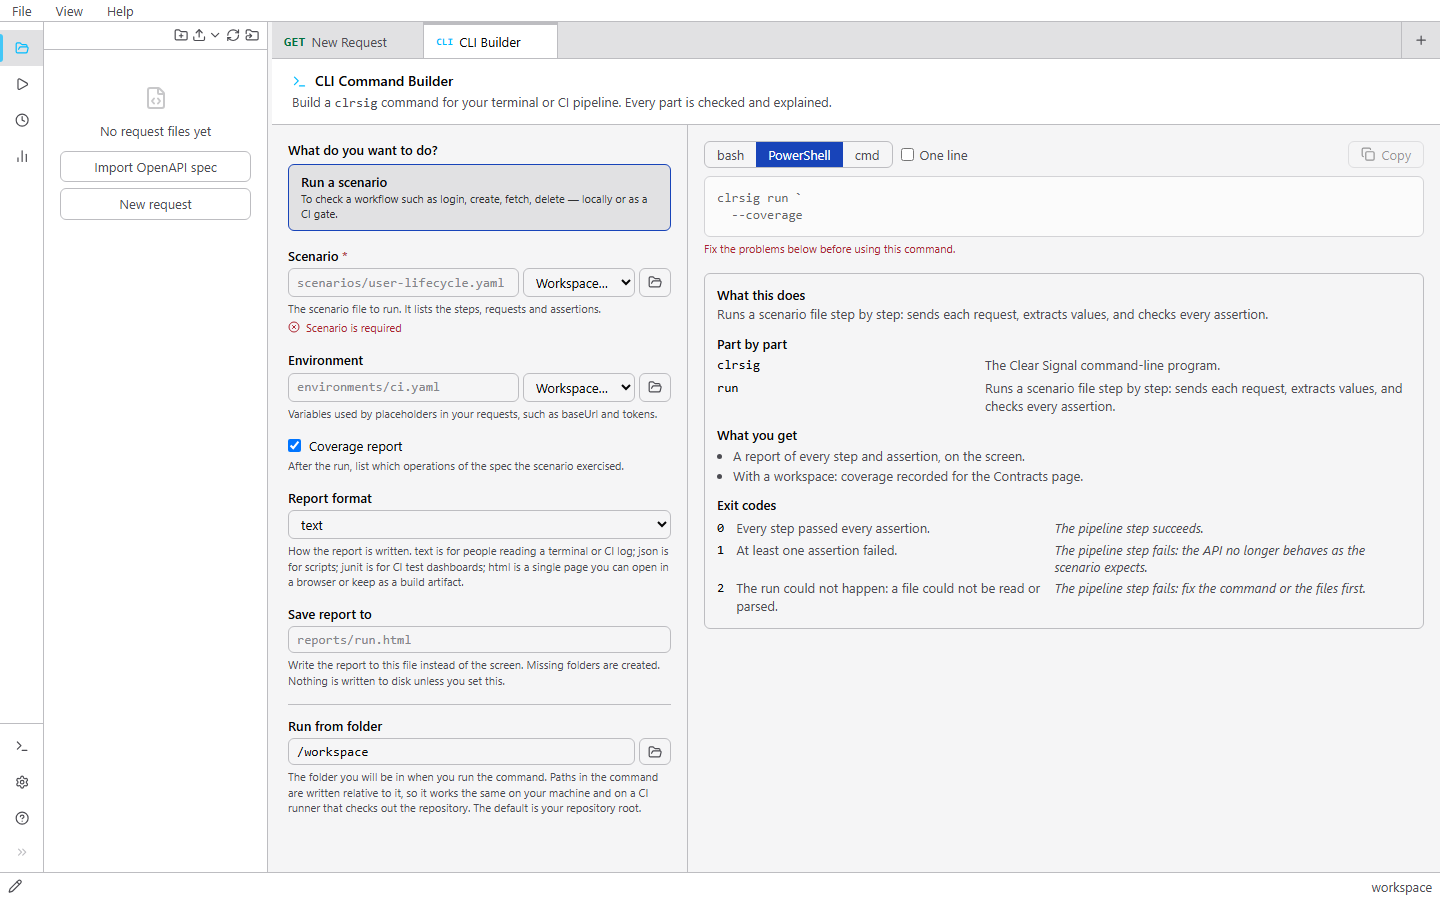 File View Help
GET New Request
CLI CLI Builder
No request files yet
Import OpenAPI spec
New request
CLI Command Builder
Build a clrsig command for your terminal or CI pipeline. Every part is checked and explained.
What do you want to do?
Run a scenario
To check a workflow such as login, create, fetch, delete — locally or as a
CI gate.
Scenario *
scenarios/user-lifecycle.yaml Workspace...
The scenario file to run. It lists the steps, requests and assertions.
Scenario is required
Environment
environments/ci.yaml Workspace...
Variables used by placeholders in your requests, such as baseUrl and tokens.
Coverage report
After the run, list which operations of the spec the scenario exercised.
Report format
text
How the report is written. text is for people reading a terminal or CI log; json is
for scripts; junit is for CI test dashboards; html is a single page you can open in
a browser or keep as a build artifact.
Save report to
reports/run.html
Write the report to this file instead of the screen. Missing folders are created.
Nothing is written to disk unless you set this.
Run from folder
/workspace
The folder you will be in when you run the command. Paths in the command
are written relative to it, so it works the same on your machine and on a CI
runner that checks out the repository. The default is your repository root.
bash PowerShell cmd One line Copy
clrsig run `
--coverage
Fix the problems below before using this command.
What this does
Runs a scenario file step by step: sends each request, extracts values, and checks every assertion.
Part by part
clrsig The Clear Signal command-line program.
run Runs a scenario file step by step: sends each request, extracts values, and
checks every assertion.
What you get
• A report of every step and assertion, on the screen.
• With a workspace: coverage recorded for the Contracts page.
Exit codes
0 Every step passed every assertion. The pipeline step succeeds.
1 At least one assertion failed. The pipeline step fails: the API no longer behaves as the
scenario expects.
2 The run could not happen: a file could not be read or The pipeline step fails: fix the command or the files first.
parsed.
workspace